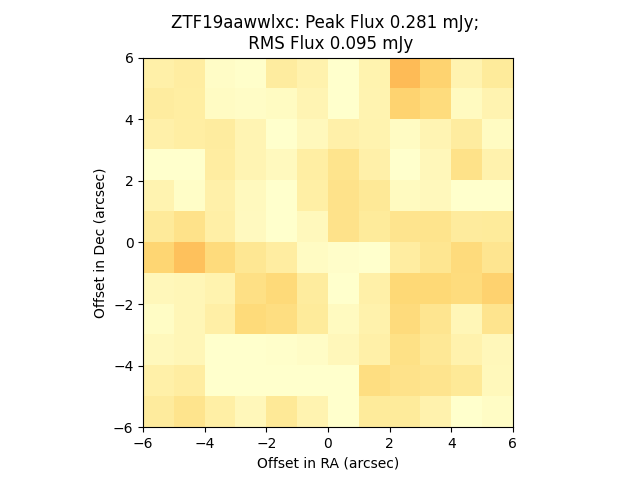 ZTF19aawwlxc: Peak Flux 0.281 mJy;
RMS Flux 0.095 mJy
6
4
2
0
−2
−4
−6
Offset in Dec (arcsec)
−6 −4 −2 0 2 4 6
Offset in RA (arcsec)